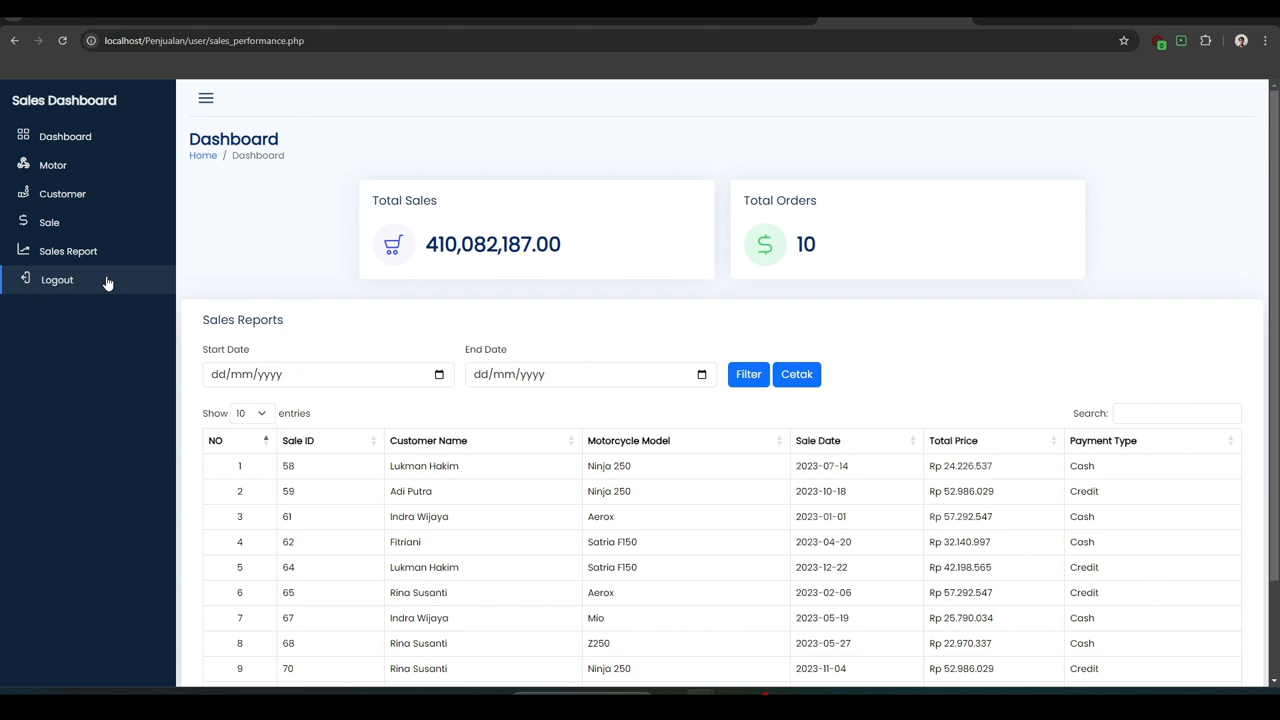 localhost/Penjualan/user/sales_performance.php
Sales Dashboard
Dashboard
Motor
Customer
Sale
Sales Report
Logout
Dashboard
Home / Dashboard
Total Sales
410,082,187.00
Total Orders
10
Sales Reports
Start Date
End Date
dd/mm/yyyy
dd/mm/yyyy
Filter
Cetak
Show 10 entries
Search:
NO Sale ID Customer Name Motorcycle Model Sale Date Total Price Payment Type
1 58 Lukman Hakim Ninja 250 2023-07-14 Rp 24.226.537 Cash
2 59 Adi Putra Ninja 250 2023-10-18 Rp 52.986.029 Credit
3 61 Indra Wijaya Aerox 2023-01-01 Rp 57.292.547 Cash
4 62 Fitriani Satria F150 2023-04-20 Rp 32.140.997 Cash
5 64 Lukman Hakim Satria F150 2023-12-22 Rp 42.198.565 Credit
6 65 Rina Susanti Aerox 2023-02-06 Rp 57.292.547 Credit
7 67 Indra Wijaya Mio 2023-05-19 Rp 25.790.034 Cash
8 68 Rina Susanti Z250 2023-05-27 Rp 22.970.337 Cash
9 70 Rina Susanti Ninja 250 2023-11-04 Rp 52.986.029 Credit